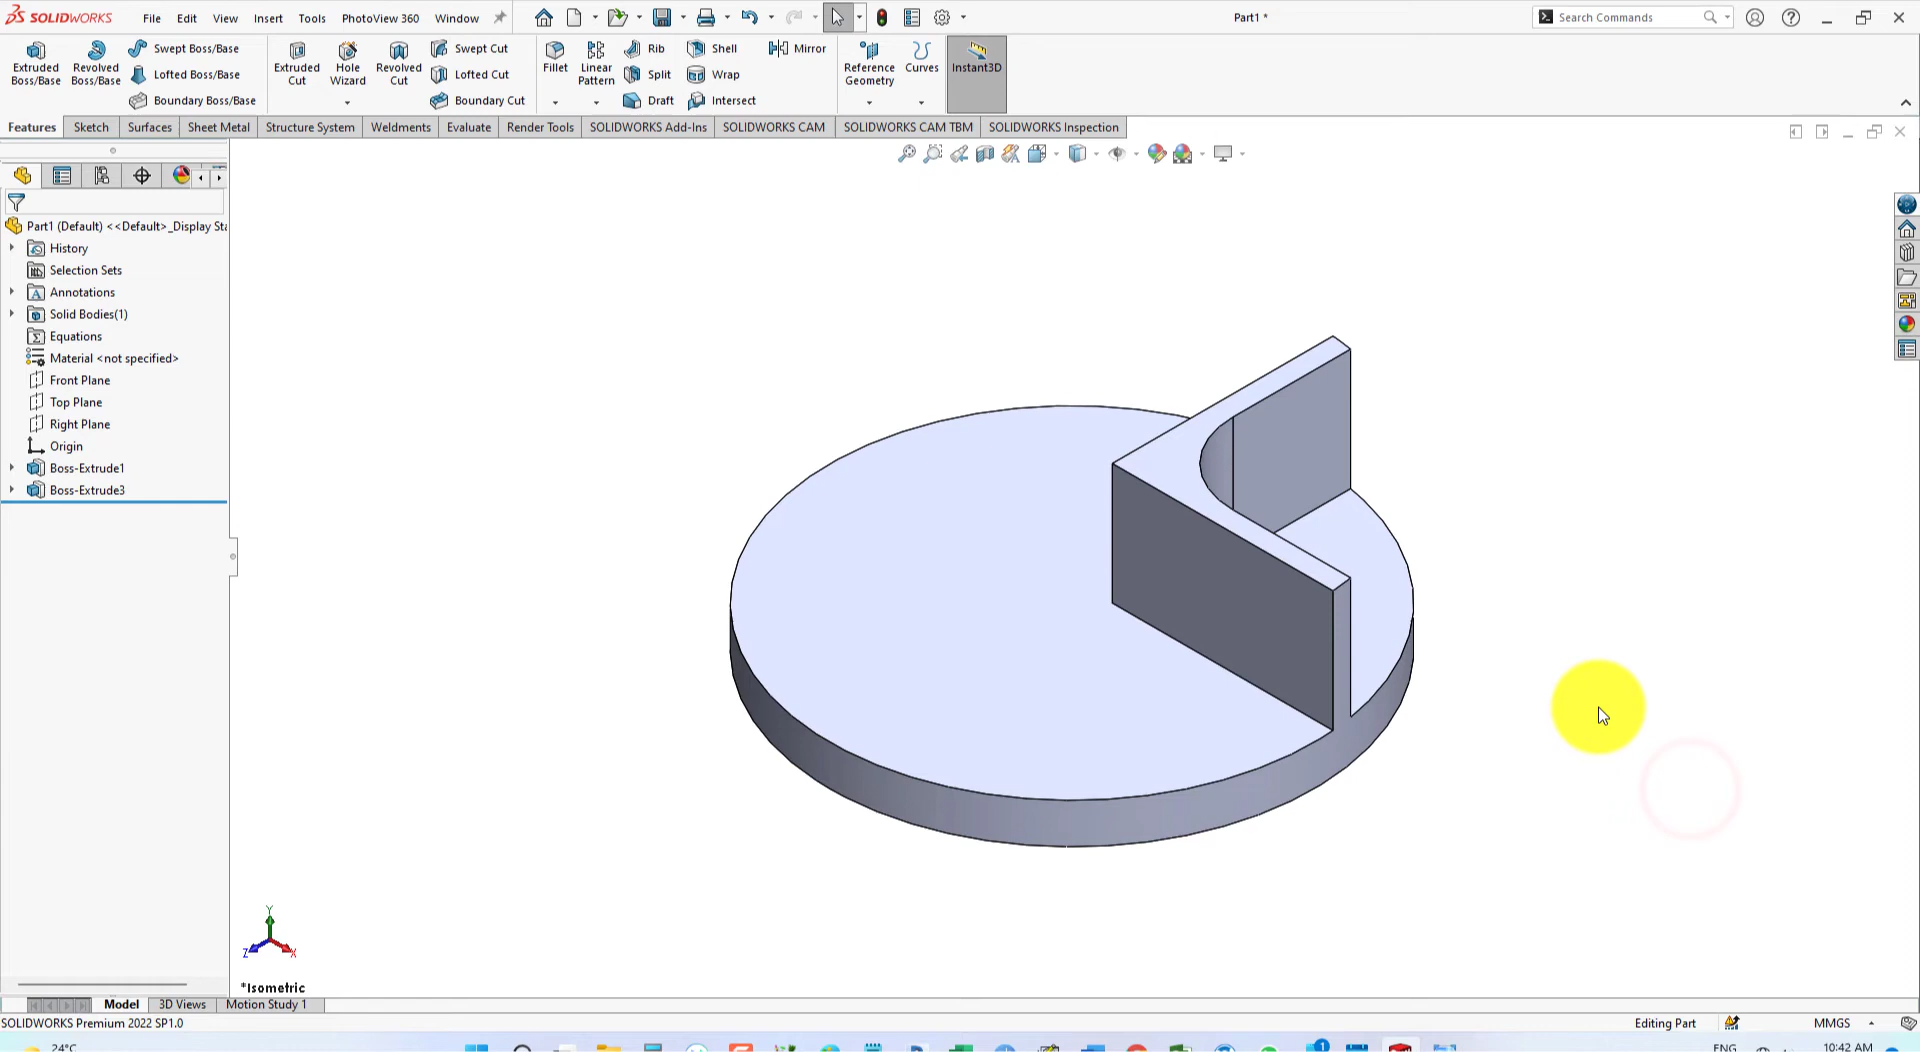 SOLIDWORKS
File
Edit
View
Insert
Tools
PhotoView 360
Window
Part1 *
Search Commands
Extruded
Boss/Base
Revolved
Boss/Base
Swept Boss/Base
Lofted Boss/Base
Boundary Boss/Base
Extruded
Cut
Hole
Wizard
Revolved
Cut
Swept Cut
Lofted Cut
Boundary Cut
Fillet
Linear
Pattern
Rib
Split
Draft
Shell
Wrap
Intersect
Mirror
Reference
Geometry
Curves
Instant3D
Features
Sketch
Surfaces
Sheet Metal
Structure System
Weldments
Evaluate
Render Tools
SOLIDWORKS Add-Ins
SOLIDWORKS CAM
SOLIDWORKS CAM TBM
SOLIDWORKS Inspection
Part1 (Default) <<Default>_Display Sta
History
Selection Sets
Annotations
Solid Bodies(1)
Equations
Material <not specified>
Front Plane
Top Plane
Right Plane
Origin
Boss-Extrude1
Boss-Extrude3
Y
Z
X
*Isometric
Model
3D Views
Motion Study 1
SOLIDWORKS Premium 2022 SP1.0
Editing Part
MMGS
24°C
1
ENG
10:42 AM